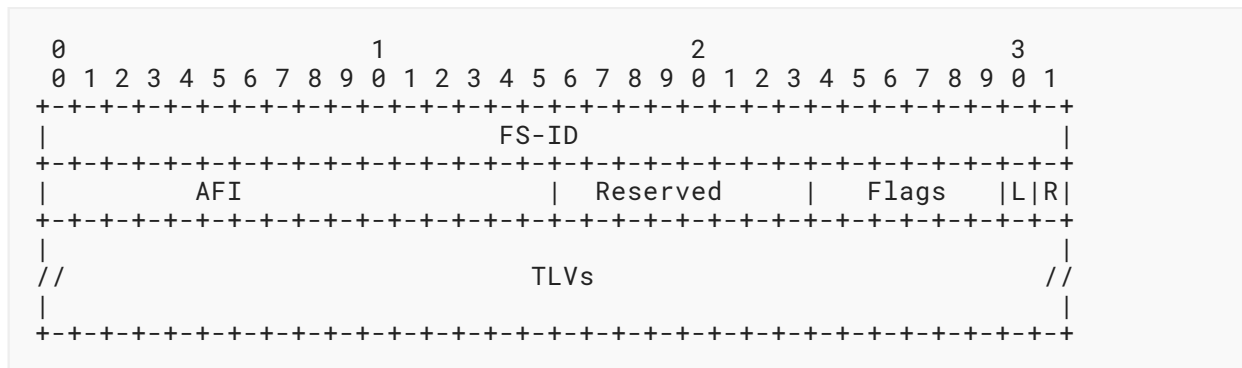 0                   1                   2                   3
 0 1 2 3 4 5 6 7 8 9 0 1 2 3 4 5 6 7 8 9 0 1 2 3 4 5 6 7 8 9 0 1
+-+-+-+-+-+-+-+-+-+-+-+-+-+-+-+-+-+-+-+-+-+-+-+-+-+-+-+-+-+-+-+-+
|                            FS-ID                              |
+-+-+-+-+-+-+-+-+-+-+-+-+-+-+-+-+-+-+-+-+-+-+-+-+-+-+-+-+-+-+-+-+
|          AFI                  |  Reserved     |   Flags   |L|R|
+-+-+-+-+-+-+-+-+-+-+-+-+-+-+-+-+-+-+-+-+-+-+-+-+-+-+-+-+-+-+-+-+
|                                                               |
//                             TLVs                            //
|                                                               |
+-+-+-+-+-+-+-+-+-+-+-+-+-+-+-+-+-+-+-+-+-+-+-+-+-+-+-+-+-+-+-+-+